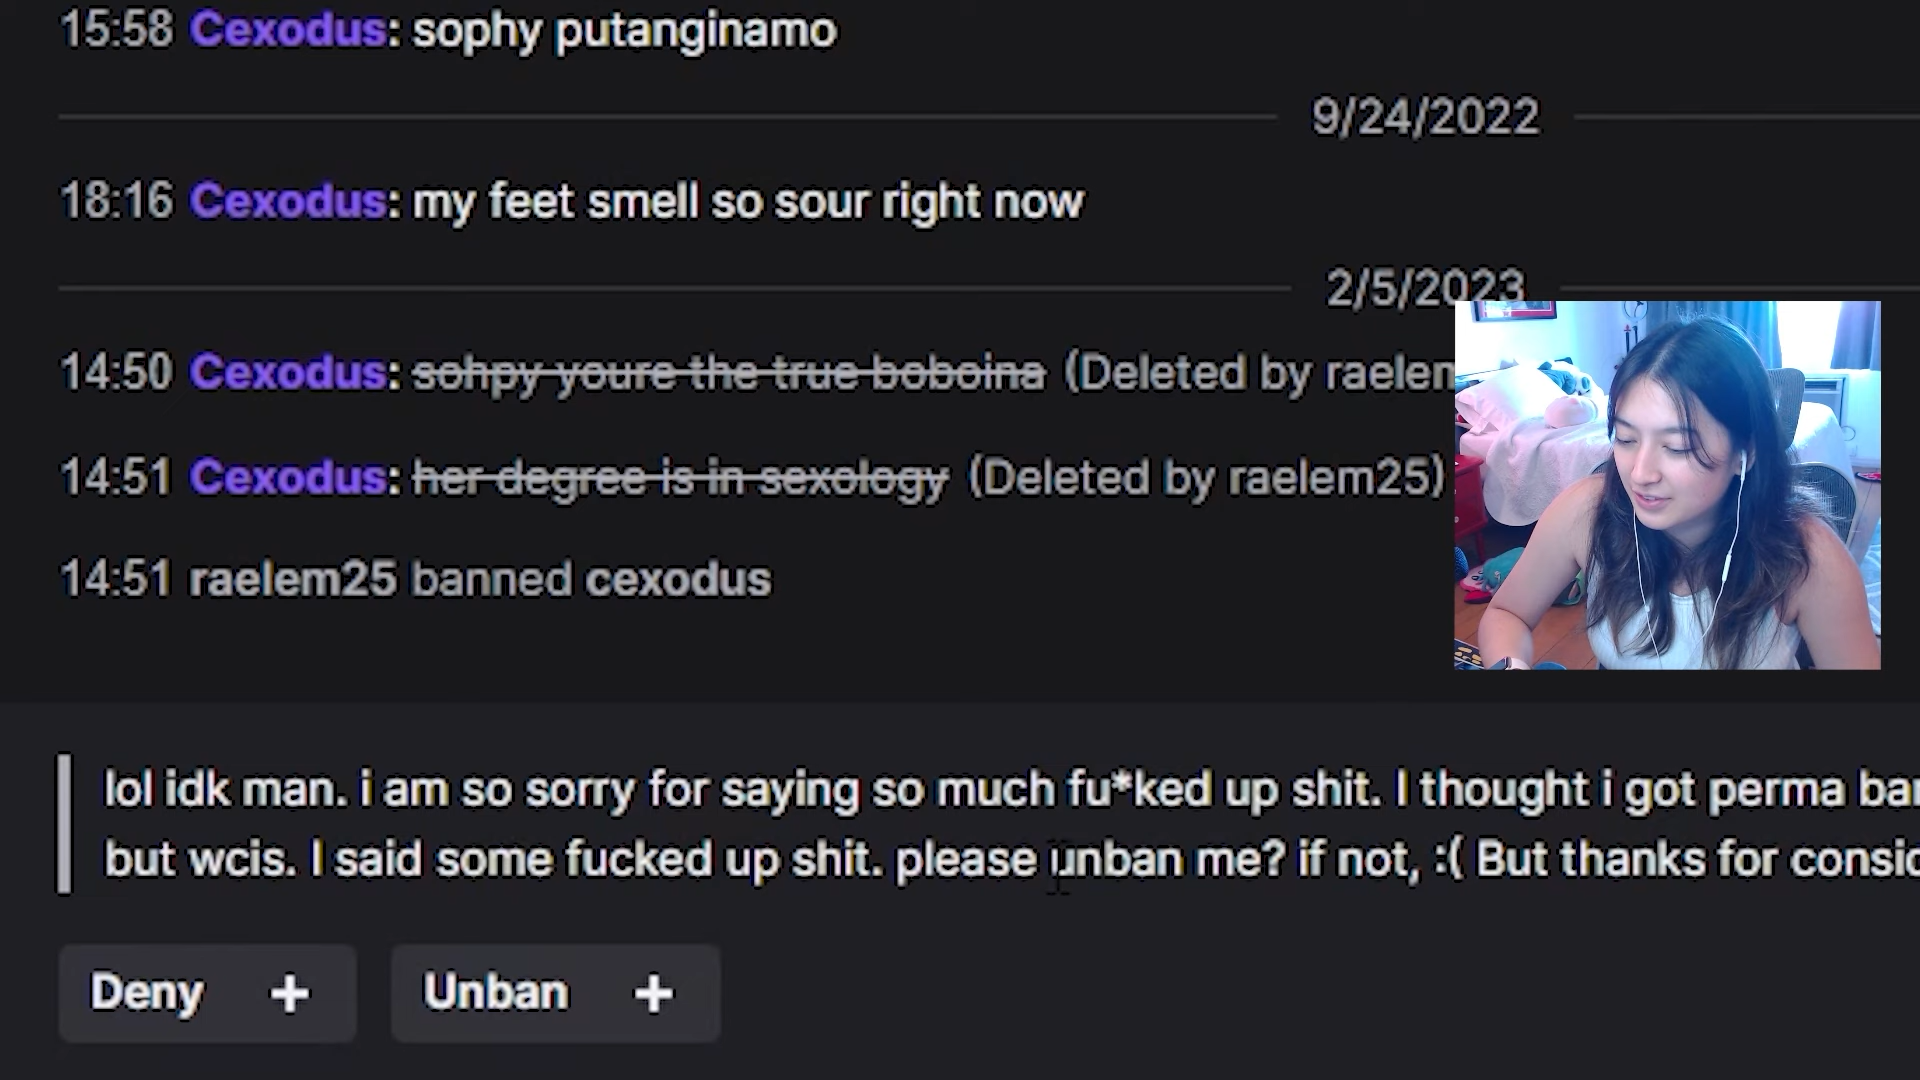 15:58 Cexodus: sophy putanginamo
9/24/2022
18:16 Cexodus: my feet smell so sour right now
2/5/2023
14:50 Cexodus: sohpy youre the true boboina (Deleted by raelem
14:51 Cexodus: her degree is in sexology (Deleted by raelem25)
14:51 raelem25 banned cexodus
lol idk man. i am so sorry for saying so much fu*ked up shit. I thought i got perma ban
but wcis. I said some fucked up shit. please unban me? if not, :( But thanks for consid
Deny +
Unban +